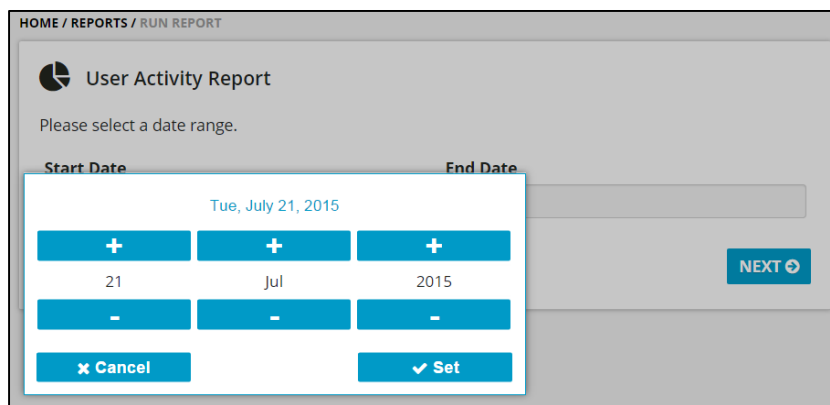 HOME / REPORTS / RUN REPORT
User Activity Report
Please select a date range.
Start Date End Date
Tue, July 21, 2015
+ + +
21 Jul 2015
- - -
NEXT
Cancel Set